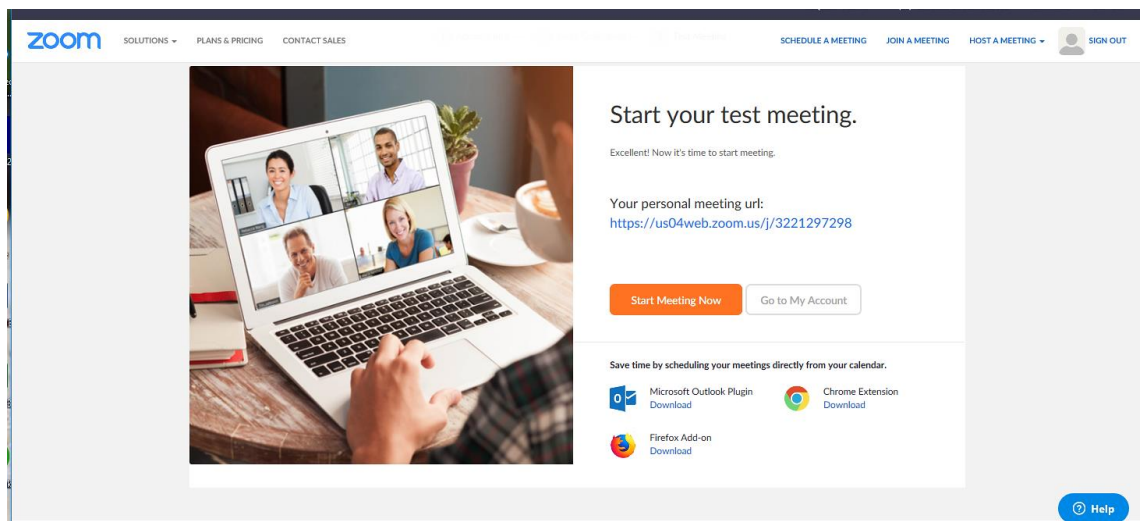 zoom
SOLUTIONS
PLANS & PRICING
CONTACT SALES
SCHEDULE A MEETING
JOIN A MEETING
HOST A MEETING
SIGN OUT
Start your test meeting.
Excellent! Now it's time to start meeting.
Your personal meeting url:
https://us04web.zoom.us/j/3221297298
Start Meeting Now
Go to My Account
Save time by scheduling your meetings directly from your calendar.
Microsoft Outlook Plugin
Download
Chrome Extension
Download
Firefox Add-on
Download
Help